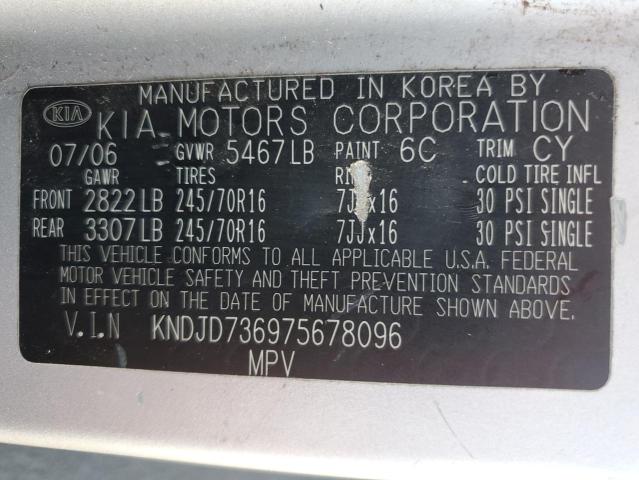 MANUFACTURED IN KOREA BY
KIA KIA MOTORS CORPORATION
07/06 GVWR 5467LB PAINT 6C TRIM CY
GAWR TIRES COLD TIRE INFL
FRONT 2822LB 245/70R16 7JJx16 30 PSI SINGLE
REAR 3307LB 245/70R16 7JJx16 30 PSI SINGLE
THIS VEHICLE CONFORMS TO ALL APPLICABLE U.S.A. FEDERAL
MOTOR VEHICLE SAFETY AND THEFT PREVENTION STANDARDS
IN EFFECT ON THE DATE OF MANUFACTURE SHOWN ABOVE.
V.I.N KNDJD736975678096
MPV